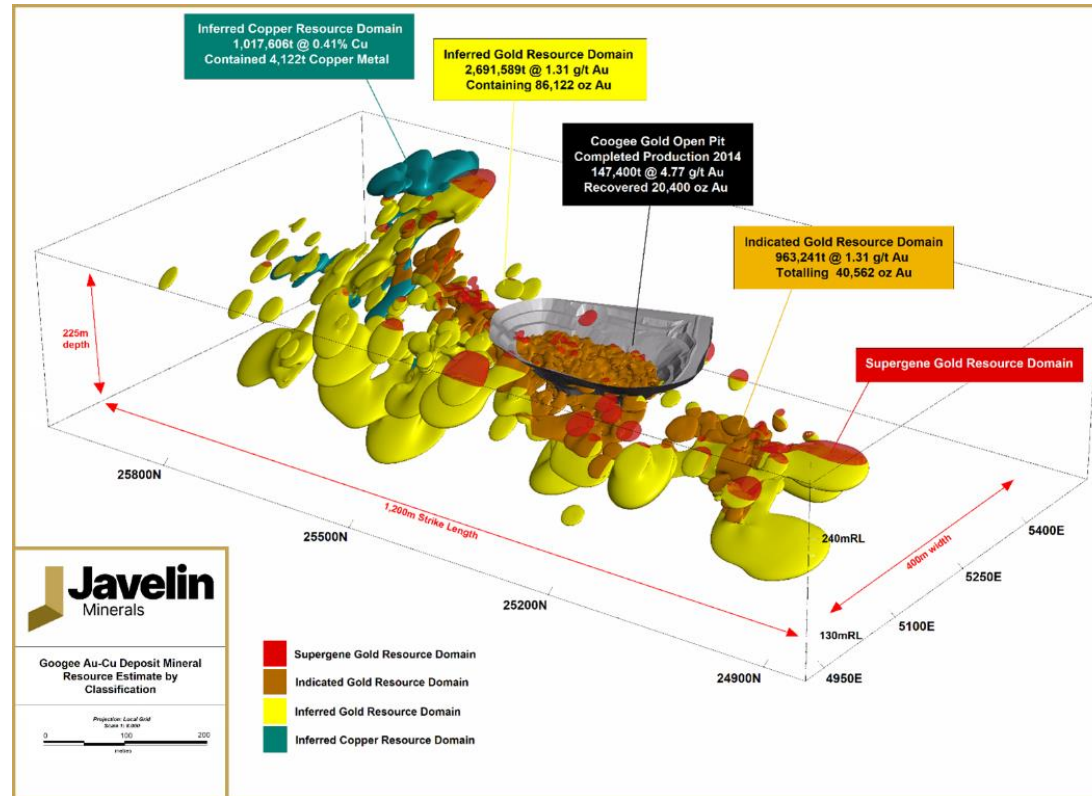 Inferred Copper Resource Domain
1,017,606t @ 0.41% Cu
Contained 4,122t Copper Metal
Inferred Gold Resource Domain
2,691,589t @ 1.31 g/t Au
Containing 86,122 oz Au
Coogee Gold Open Pit
Completed Production 2014
147,400t @ 4.77 g/t Au
Recovered 20,400 oz Au
Indicated Gold Resource Domain
963,241t @ 1.31 g/t Au
Totalling 40,562 oz Au
Supergene Gold Resource Domain
225m
depth
25800N
1,200m Strike Length
25500N
25200N
24900N
240mRL
130mRL
400m width
5400E
5250E
5100E
4950E
Javelin
Minerals
Googee Au-Cu Deposit Mineral
Resource Estimate by
Classification
Projection: Local Grid
0 100 200
metres
Supergene Gold Resource Domain
Indicated Gold Resource Domain
Inferred Gold Resource Domain
Inferred Copper Resource Domain